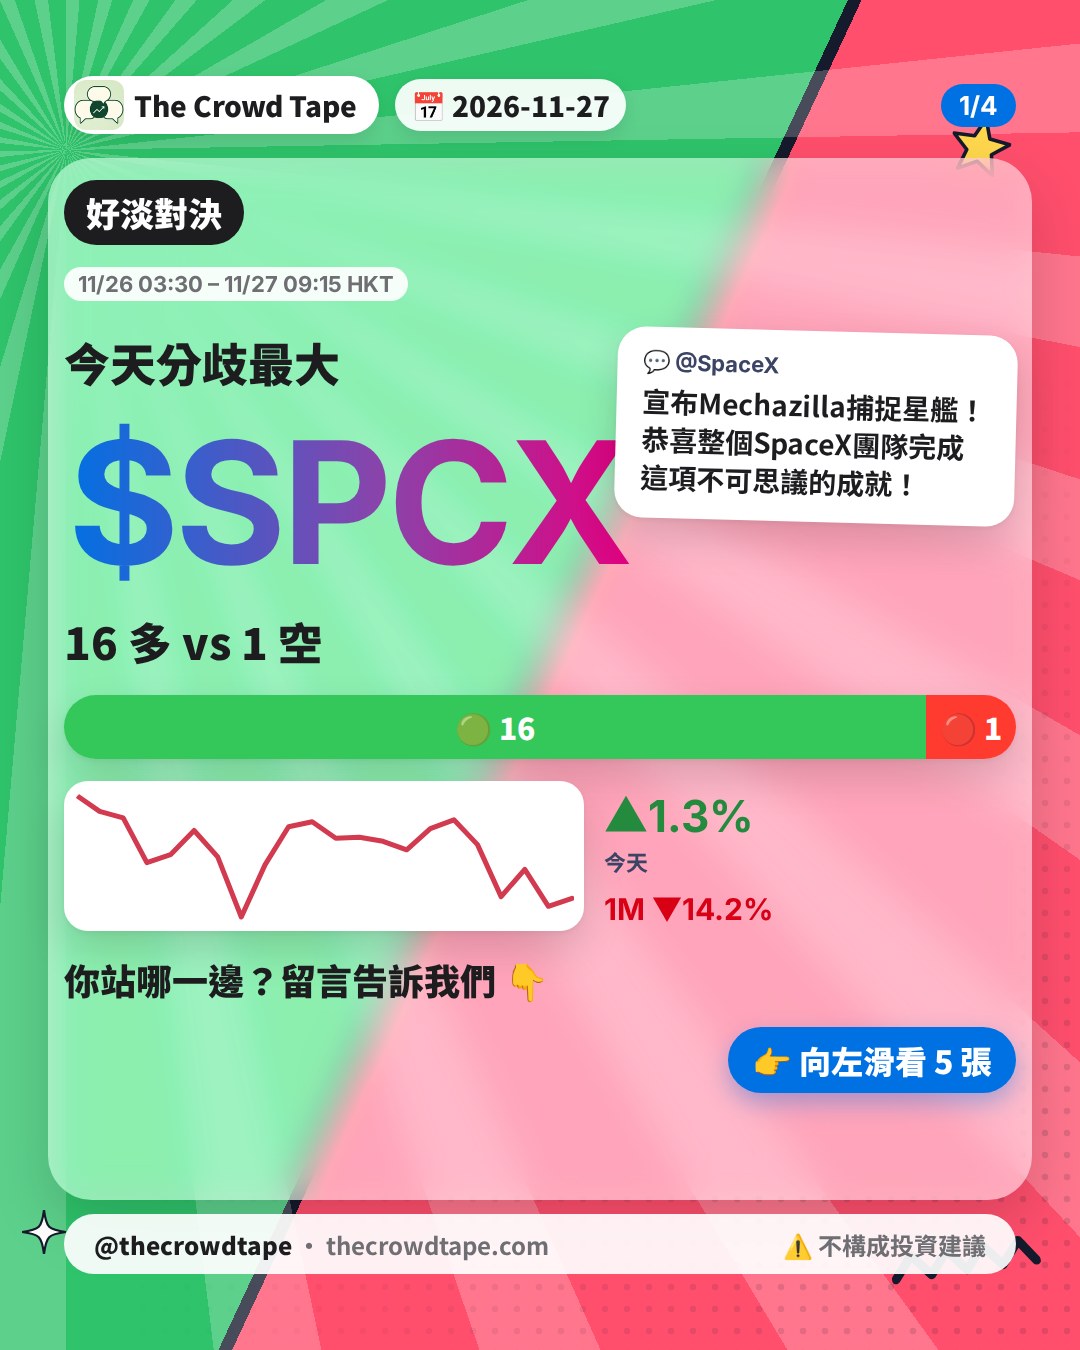 The Crowd Tape
📅 2026-11-27
1/4
好淡對決
11/26 03:30 – 11/27 09:15 HKT
今天分歧最大
$SPCX
💬 @SpaceX
宣布Mechazilla捕捉星艦！
恭喜整個SpaceX團隊完成
這項不可思議的成就！
16 多 vs 1 空
🟢 16
🔴 1
▲1.3%
今天
1M ▼14.2%
你站哪一邊？留言告訴我們 👇
👉 向左滑看 5 張
@thecrowdtape · thecrowdtape.com
⚠️ 不構成投資建議